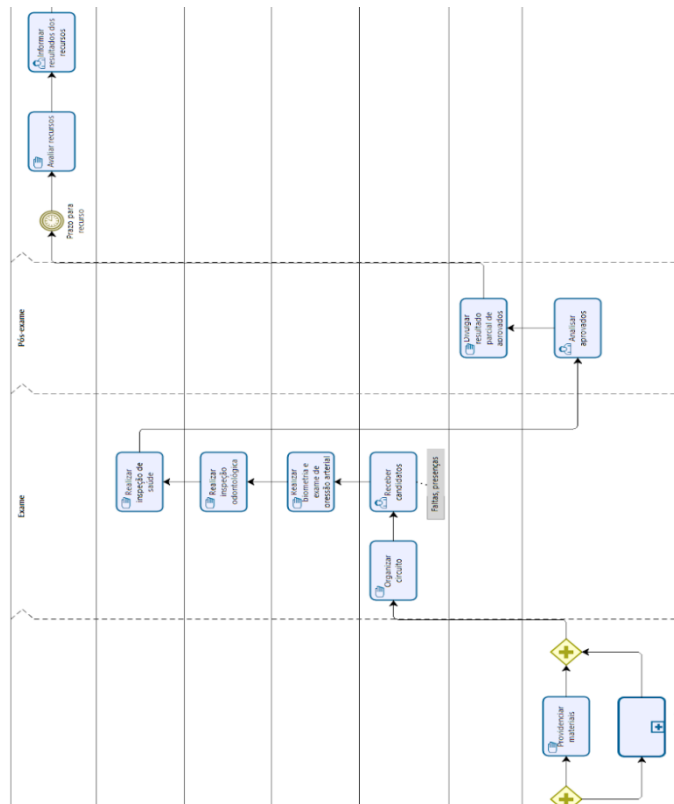 Informar
resultados dos
recursos
Avaliar recursos
Prazo para
recurso
Pós-exame
Divulgar
resultado
parcial de
aprovados
Analisar
aprovados
Exame
Realizar
inspeção de
saúde
Realizar
inspeção
odontológica
Realizar
biometria e
exame de
pressão arterial
Receber
candidatos
Faltas, presenças
Organizar
circuito
Providenciar
materiais